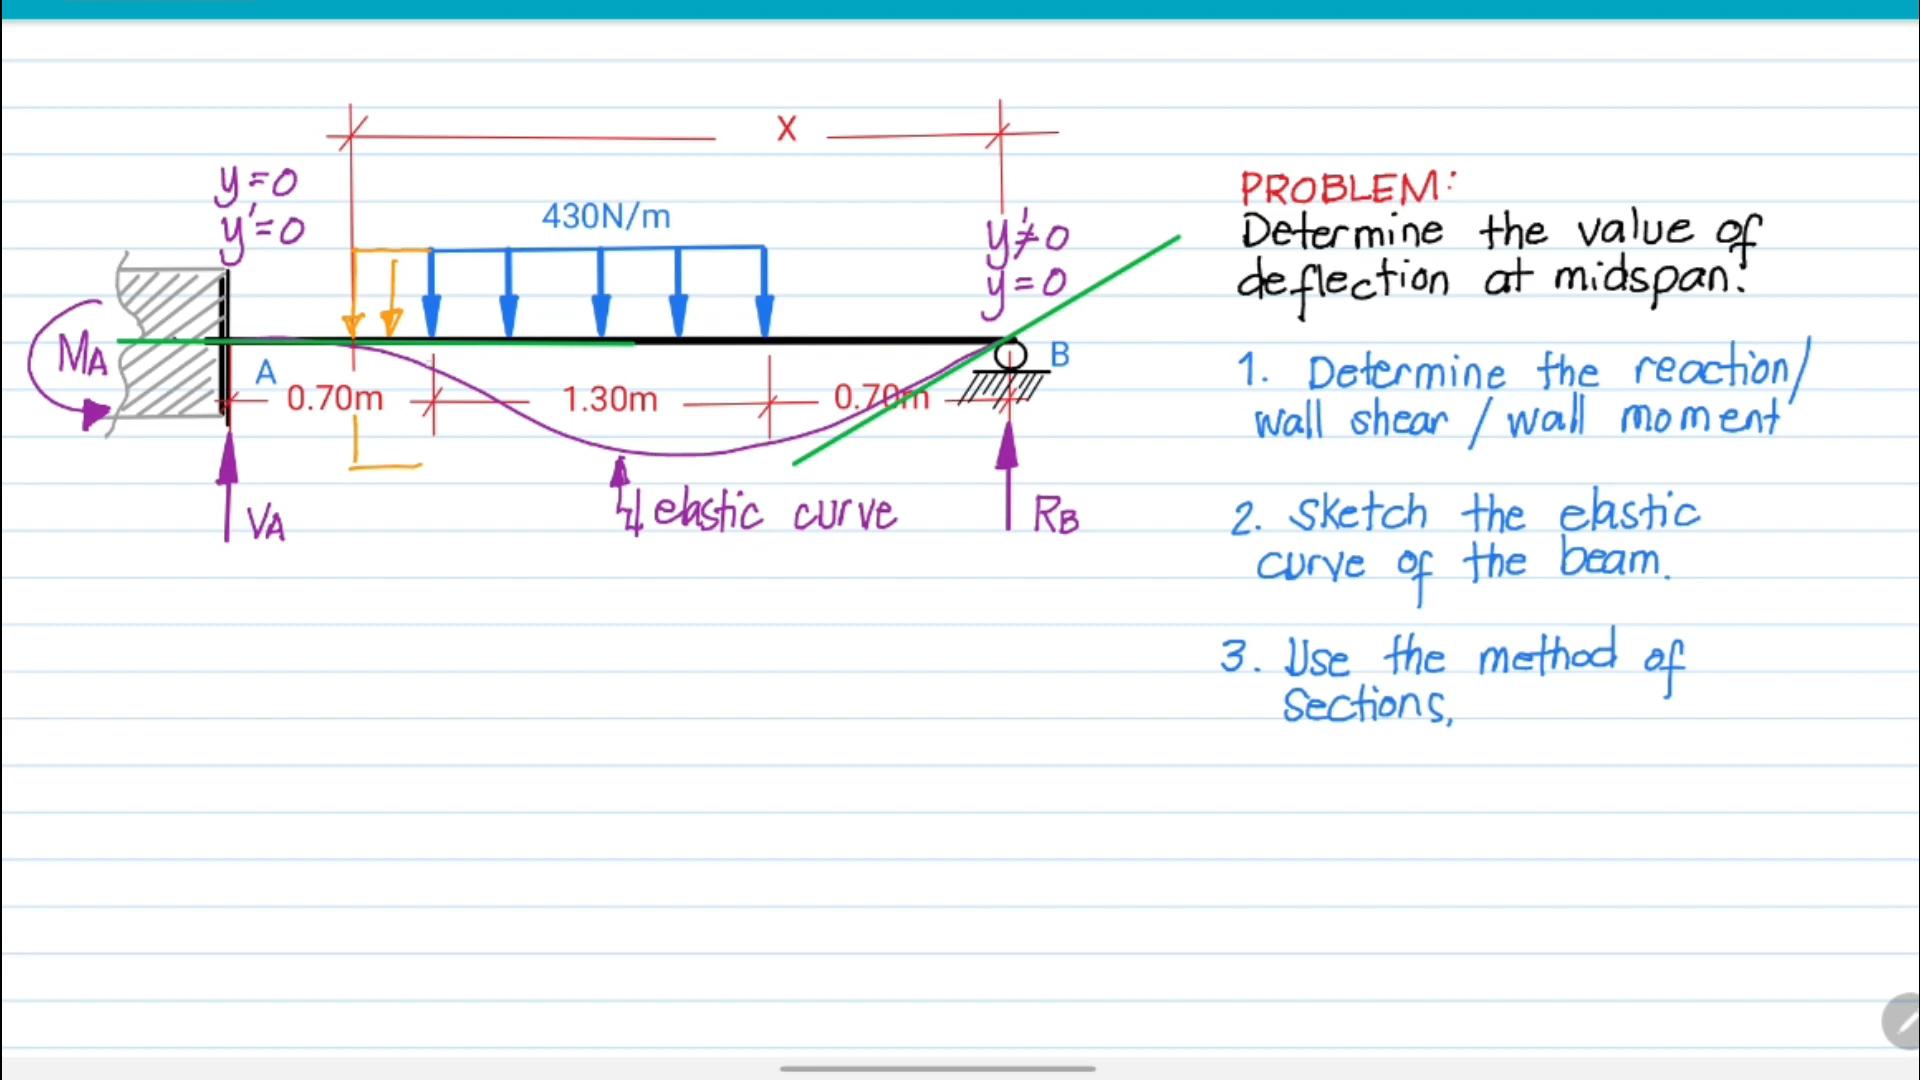 X
y=0
y'=0
430N/m
y'≠0
y=0
MA
A
B
0.70m
1.30m
0.70m
VA
elastic curve
RB
PROBLEM:
Determine the value of
deflection at midspan.
1. Determine the reaction/
wall shear / wall moment
2. Sketch the elastic
curve of the beam.
3. Use the method of
sections,